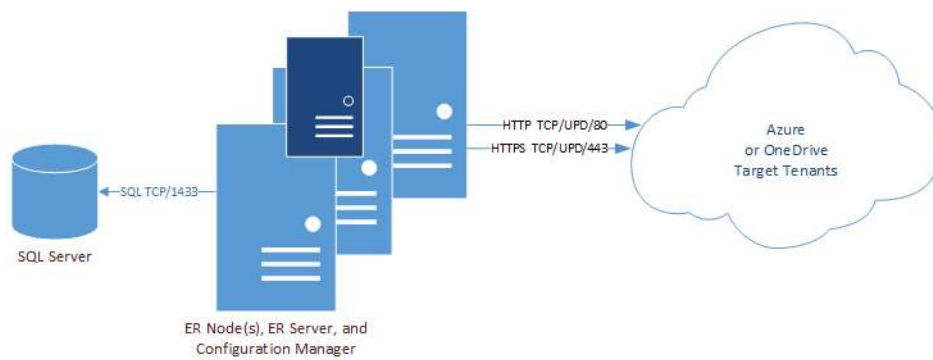 HTTP TCP/UPD/80
HTTPS TCP/UPD/443
Azure
or OneDrive
Target Tenants
SQL TCP/1433
SQL Server
ER Node(s), ER Server, and
Configuration Manager